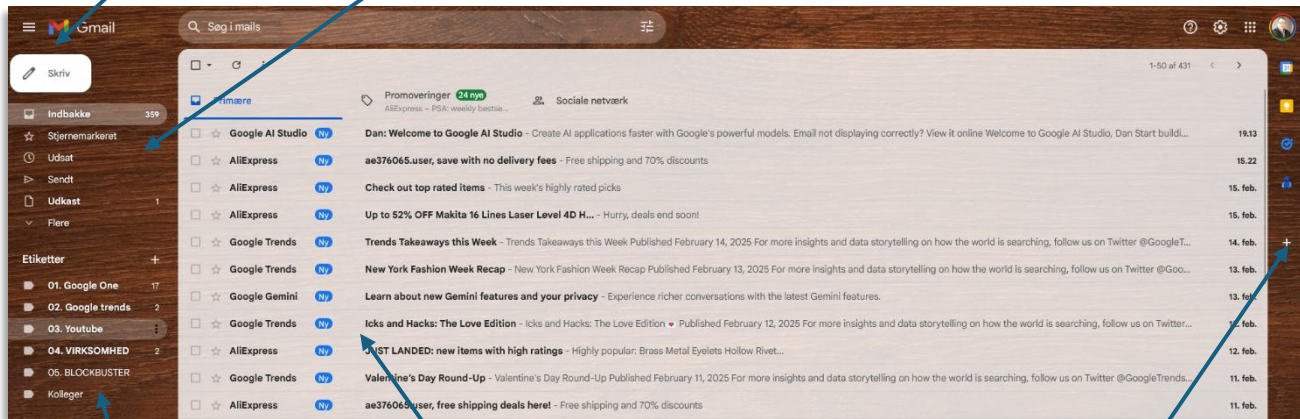 Gmail
Søg i mails
Skriv
1-50 af 431
Primære
Promoveringer 24 nye
AliExpress – PSA: weekly bestse...
Sociale netværk
Indbakke 359
Stjernemarkeret
Udsat
Sendt
Udkast 1
Flere
Etiketter
01. Google One 17
02. Google trends 2
03. Youtube
04. VIRKSOMHED 2
05. BLOCKBUSTER
Kolleger
Google AI Studio Ny Dan: Welcome to Google AI Studio - Create AI applications faster with Google's powerful models. Email not displaying correctly? View it online Welcome to Google AI Studio, Dan Start buildi... 19.13
AliExpress Ny ae376065.user, save with no delivery fees - Free shipping and 70% discounts 15.22
AliExpress Ny Check out top rated items - This week's highly rated picks 15. feb.
AliExpress Ny Up to 52% OFF Makita 16 Lines Laser Level 4D H... - Hurry, deals end soon! 15. feb.
Google Trends Ny Trends Takeaways this Week - Trends Takeaways this Week Published February 14, 2025 For more insights and data storytelling on how the world is searching, follow us on Twitter @GoogleT... 14. feb.
Google Trends Ny New York Fashion Week Recap - New York Fashion Week Recap Published February 13, 2025 For more insights and data storytelling on how the world is searching, follow us on Twitter @Goo... 13. feb.
Google Gemini Ny Learn about new Gemini features and your privacy - Experience richer conversations with the latest Gemini features. 13. feb.
Google Trends Ny Icks and Hacks: The Love Edition - Icks and Hacks: The Love Edition 💌 Published February 12, 2025 For more insights and data storytelling on how the world is searching, follow us on Twitter... feb.
AliExpress Ny JUST LANDED: new items with high ratings - Highly popular: Brass Metal Eyelets Hollow Rivet... 12. feb.
Google Trends Ny Valentine's Day Round-Up - Valentine's Day Round-Up Published February 11, 2025 For more insights and data storytelling on how the world is searching, follow us on Twitter @GoogleTrends... 11. feb.
AliExpress Ny ae376065.user, free shipping deals here! - Free shipping and 70% discounts 11. feb.